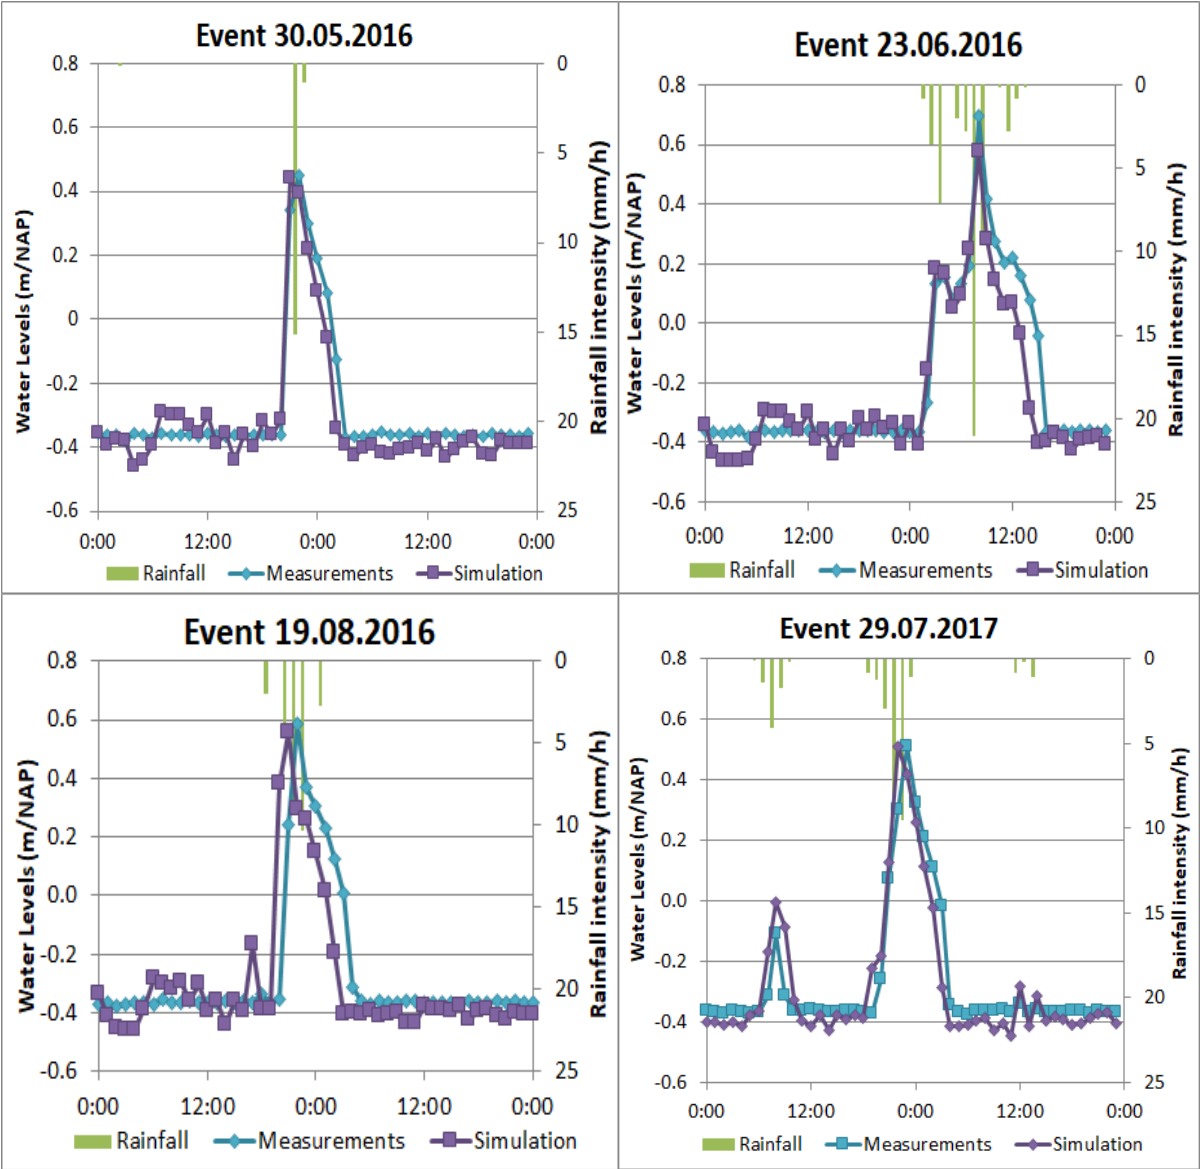 Event 30.05.2016
0.8
0.6
0.4
0.2
0
-0.2
-0.4
-0.6
Water Levels (m/NAP)
0
5
10
15
20
25
Rainfall intensity (mm/h)
0:00 12:00 0:00 12:00 0:00
Rainfall Measurements Simulation
Event 23.06.2016
0.8
0.6
0.4
0.2
0.0
-0.2
-0.4
-0.6
Water Levels (m/NAP)
0
5
10
15
20
25
Rainfall intensity (mm/h)
0:00 12:00 0:00 12:00 0:00
Rainfall Measurements Simulation
Event 19.08.2016
0.8
0.6
0.4
0.2
0.0
-0.2
-0.4
-0.6
Water Levels (m/NAP)
0
5
10
15
20
25
Rainfall intensity (mm/h)
0:00 12:00 0:00 12:00 0:00
Rainfall Measurements Simulation
Event 29.07.2017
0.8
0.6
0.4
0.2
0.0
-0.2
-0.4
-0.6
Water Levels (m/NAP)
0
5
10
15
20
25
Rainfall intensity (mm/h)
0:00 12:00 0:00 12:00 0:00
Rainfall Measurements Simulation